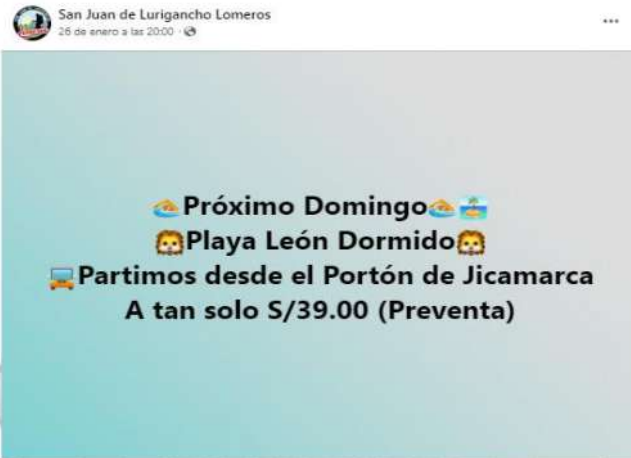 San Juan de Lurigancho Lomeros
26 de enero a las 20:00 ·
🏊Próximo Domingo🏊🏝️
🦁Playa León Dormido🦁
🚍Partimos desde el Portón de Jicamarca
A tan solo S/39.00 (Preventa)